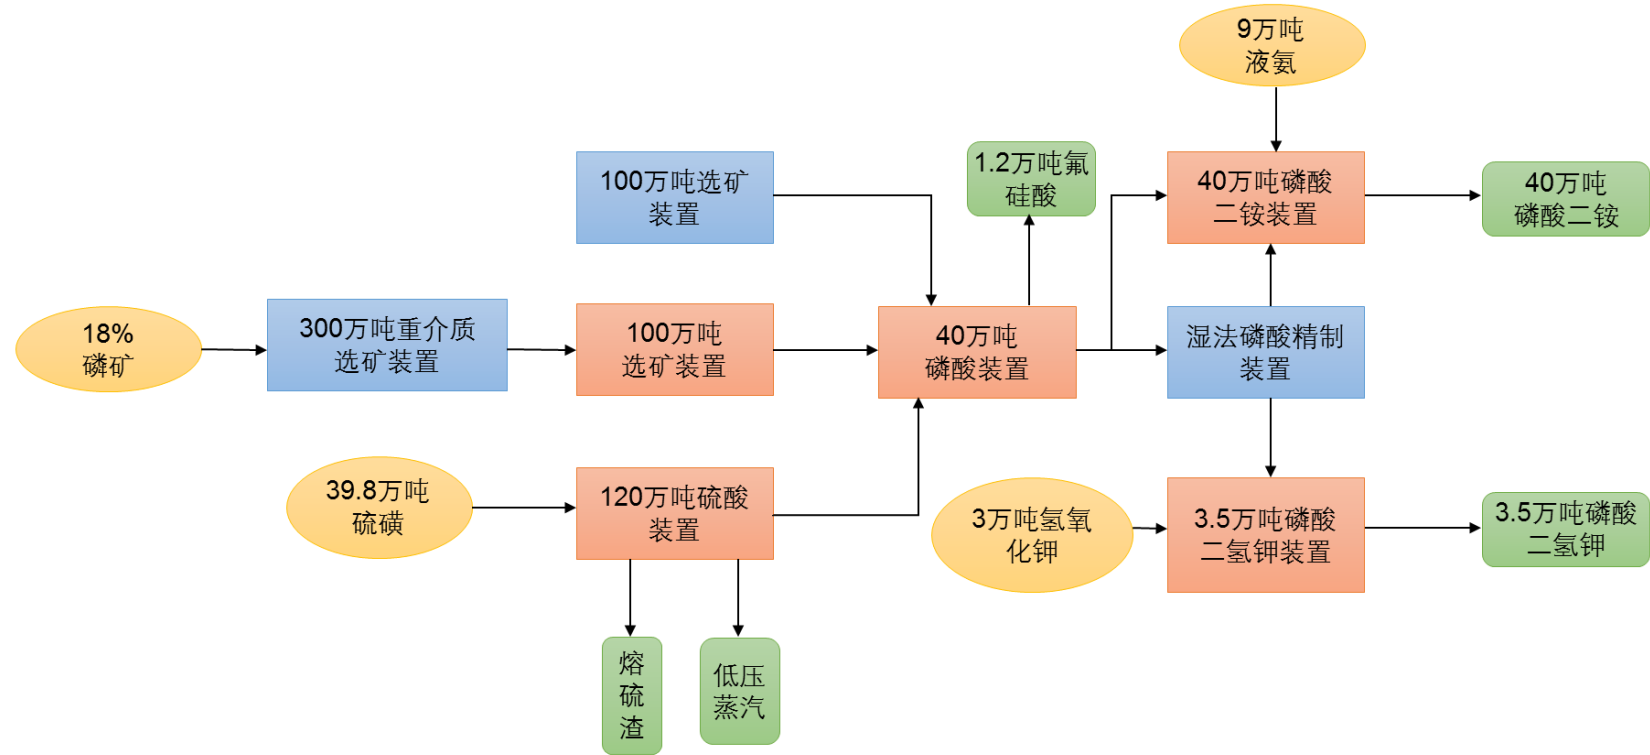 9万吨
液氨
100万吨选矿
装置
1.2万吨氟
硅酸
40万吨磷酸
二铵装置
40万吨
磷酸二铵
18%
磷矿
300万吨重介质
选矿装置
100万吨
选矿装置
40万吨
磷酸装置
湿法磷酸精制
装置
39.8万吨
硫磺
120万吨硫酸
装置
3万吨氢氧
化钾
3.5万吨磷酸
二氢钾装置
3.5万吨磷酸
二氢钾
熔
硫
渣
低压
蒸汽